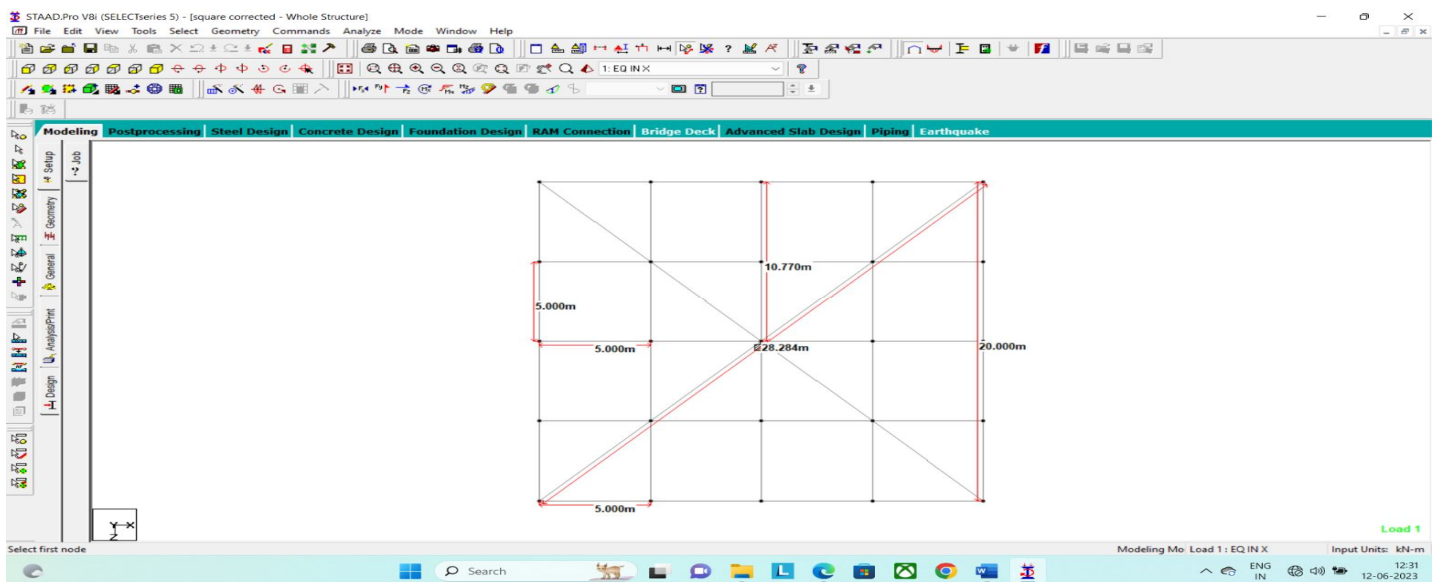 STAAD.Pro V8i (SELECTseries 5) - [square corrected - Whole Structure]
File Edit View Tools Select Geometry Commands Analyze Mode Window Help
1: EQ IN X
Modeling Postprocessing Steel Design Concrete Design Foundation Design RAM Connection Bridge Deck Advanced Slab Design Piping Earthquake
Setup
Job
Geometry
General
Analysis/Print
Design
10.770m
5.000m
5.000m
28.284m
20.000m
5.000m
Y X
Z
Load 1
Select first node
Modeling Mo Load 1 : EQ IN X Input Units: kN-m
Search
ENG
IN
12:31
12-06-2023